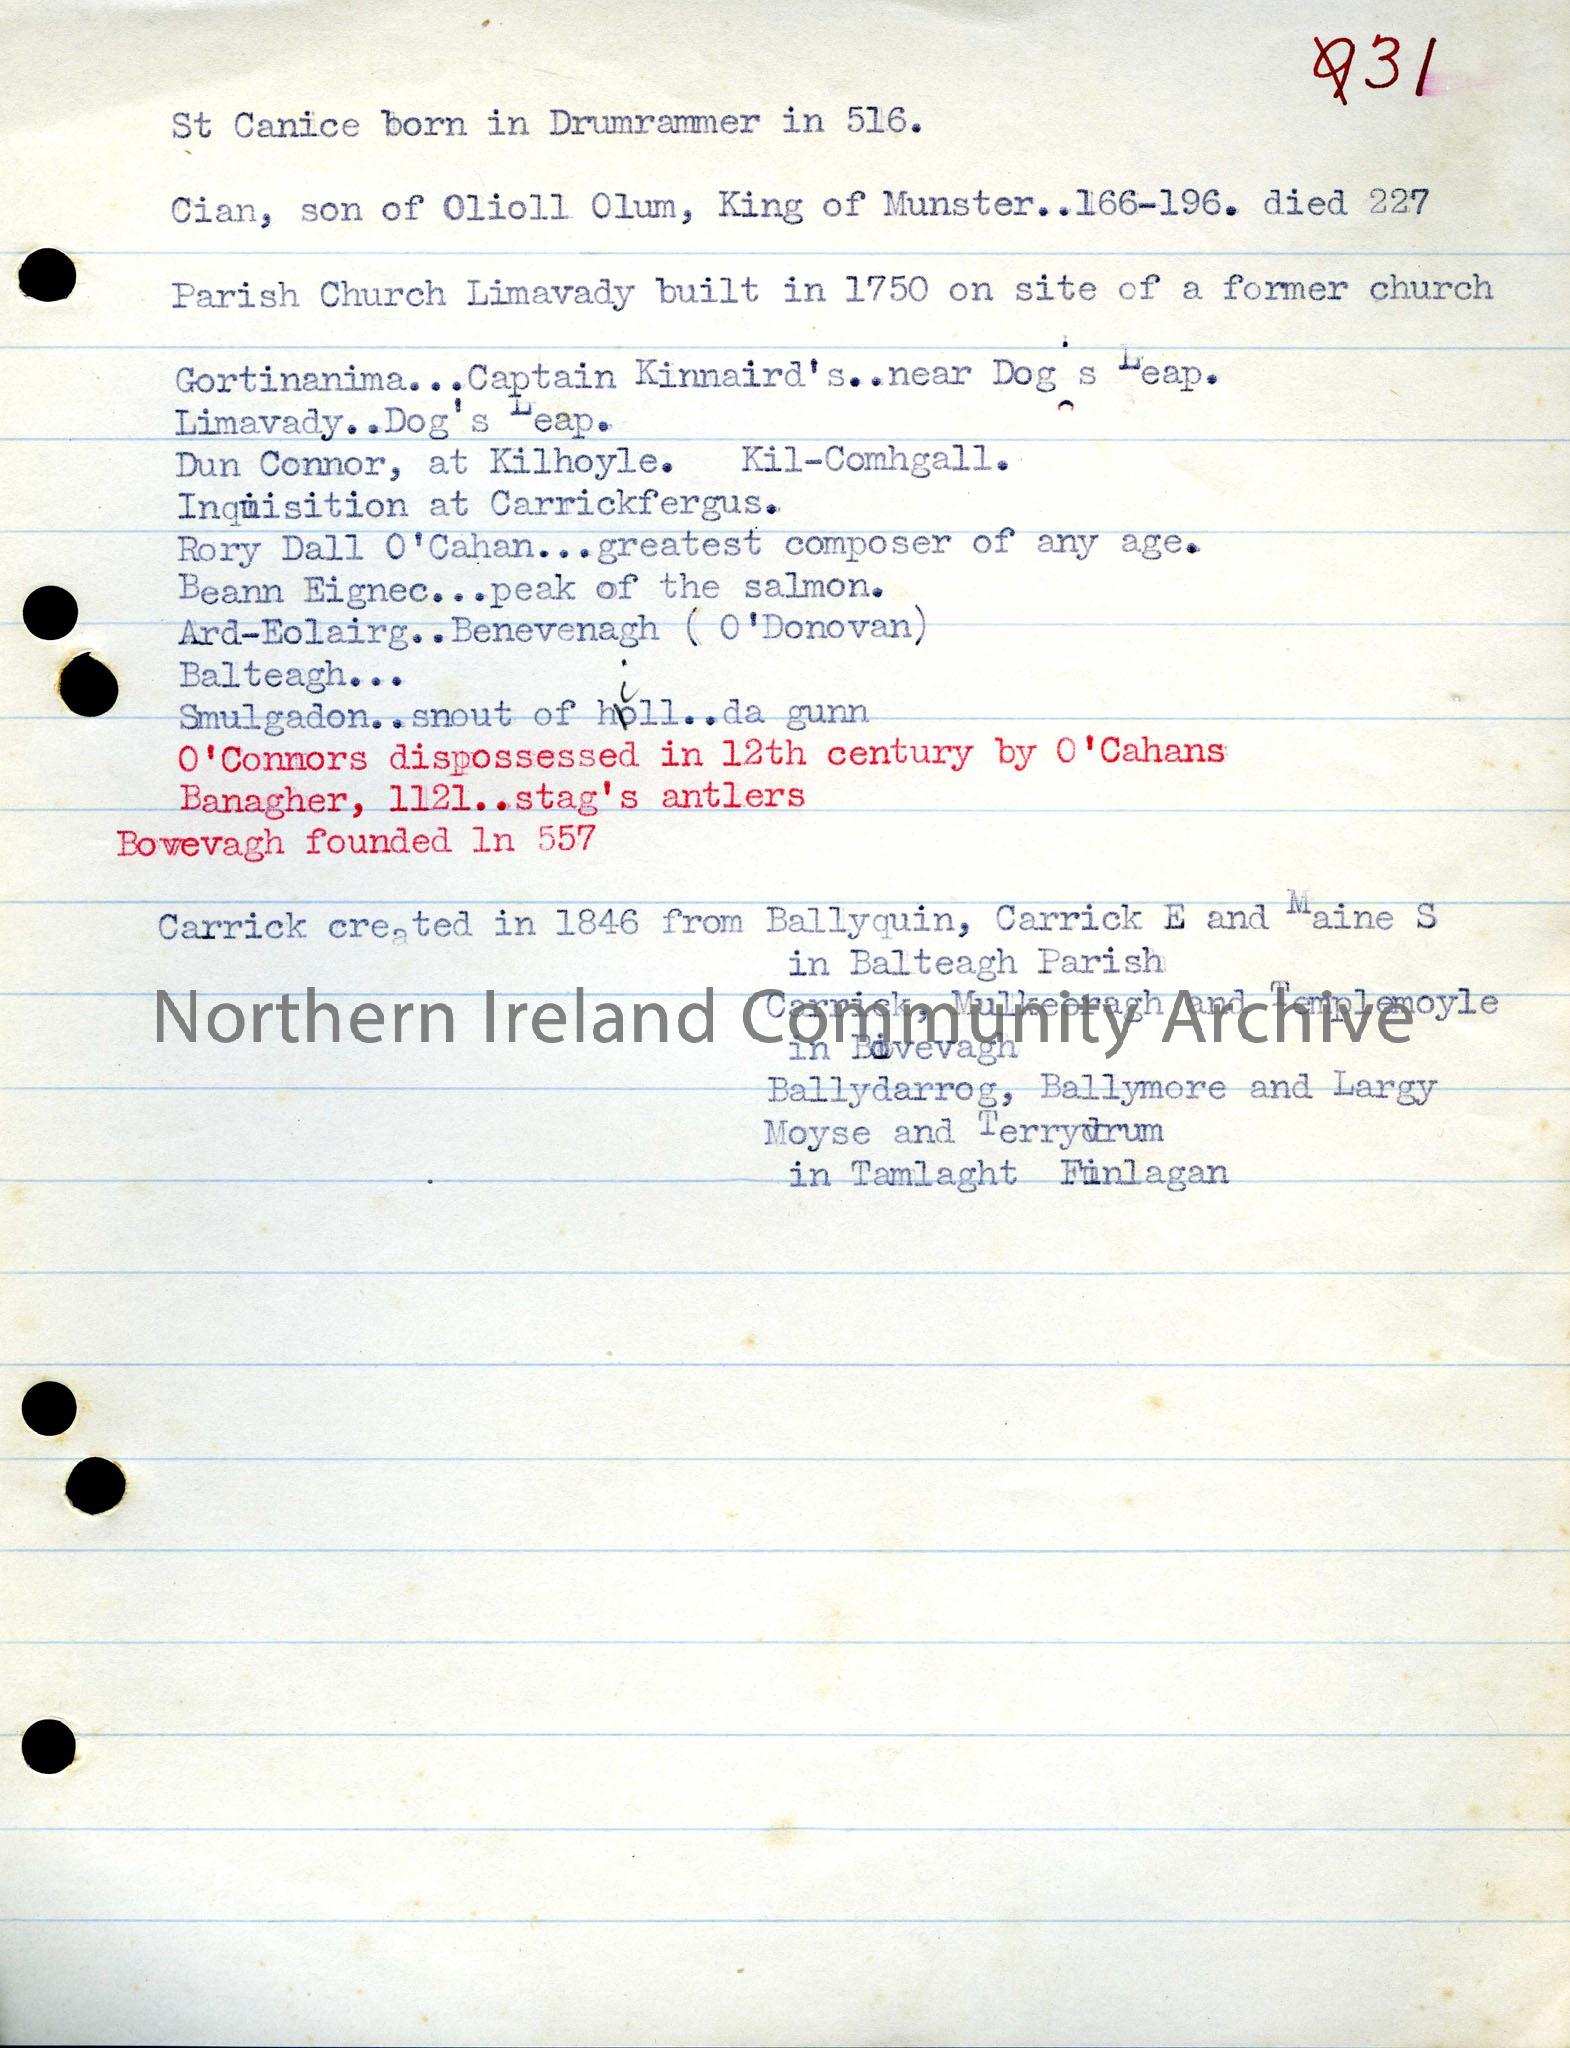 931
St Canice born in Drumrammer in 516.
Cian, son of Olioll Olum, King of Munster..166-196. died 227
Parish Church Limavady built in 1750 on site of a former church
Gortinanima...Captain Kinnaird's..near Dog's Leap.
Limavady..Dog's Leap.
Dun Connor, at Kilhoyle.   Kil-Comhgall.
Inquisition at Carrickfergus.
Rory Dall O'Cahan...greatest composer of any age.
Beann Eignec...peak of the salmon.
Ard-Eolairg..Benevenagh ( O'Donovan)
Balteagh...
Smulgadon..snout of hill..da gunn
O'Connors dispossessed in 12th century by O'Cahans
Banagher, 1121..stag's antlers
Bovevagh founded ln 557
Carrick created in 1846 from Ballyquin, Carrick E and Maine S
in Balteagh Parish
Carrick, Mulkeeragh and Templemoyle
in Bovevagh
Ballydarrog, Ballymore and Largy
Moyse and Terrydrum
in Tamlaght Finlagan
Northern Ireland Community Archive